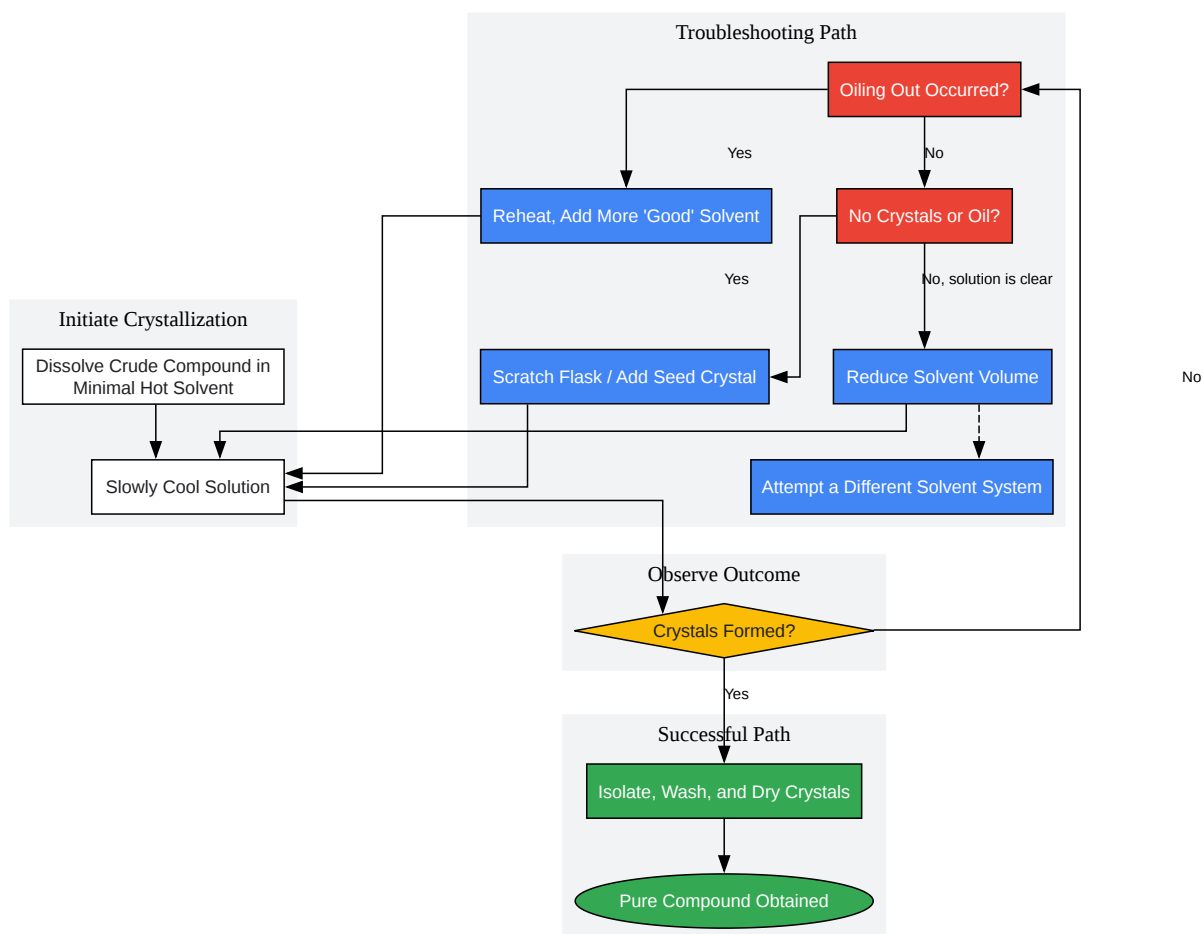 Troubleshooting Path
Oiling Out Occurred?
Yes
No
Reheat, Add More 'Good' Solvent
No Crystals or Oil?
Yes
No, solution is clear
Initiate Crystallization
Dissolve Crude Compound in
Minimal Hot Solvent
Scratch Flask / Add Seed Crystal
Reduce Solvent Volume
No
Slowly Cool Solution
Attempt a Different Solvent System
Observe Outcome
Crystals Formed?
Yes
Successful Path
Isolate, Wash, and Dry Crystals
Pure Compound Obtained